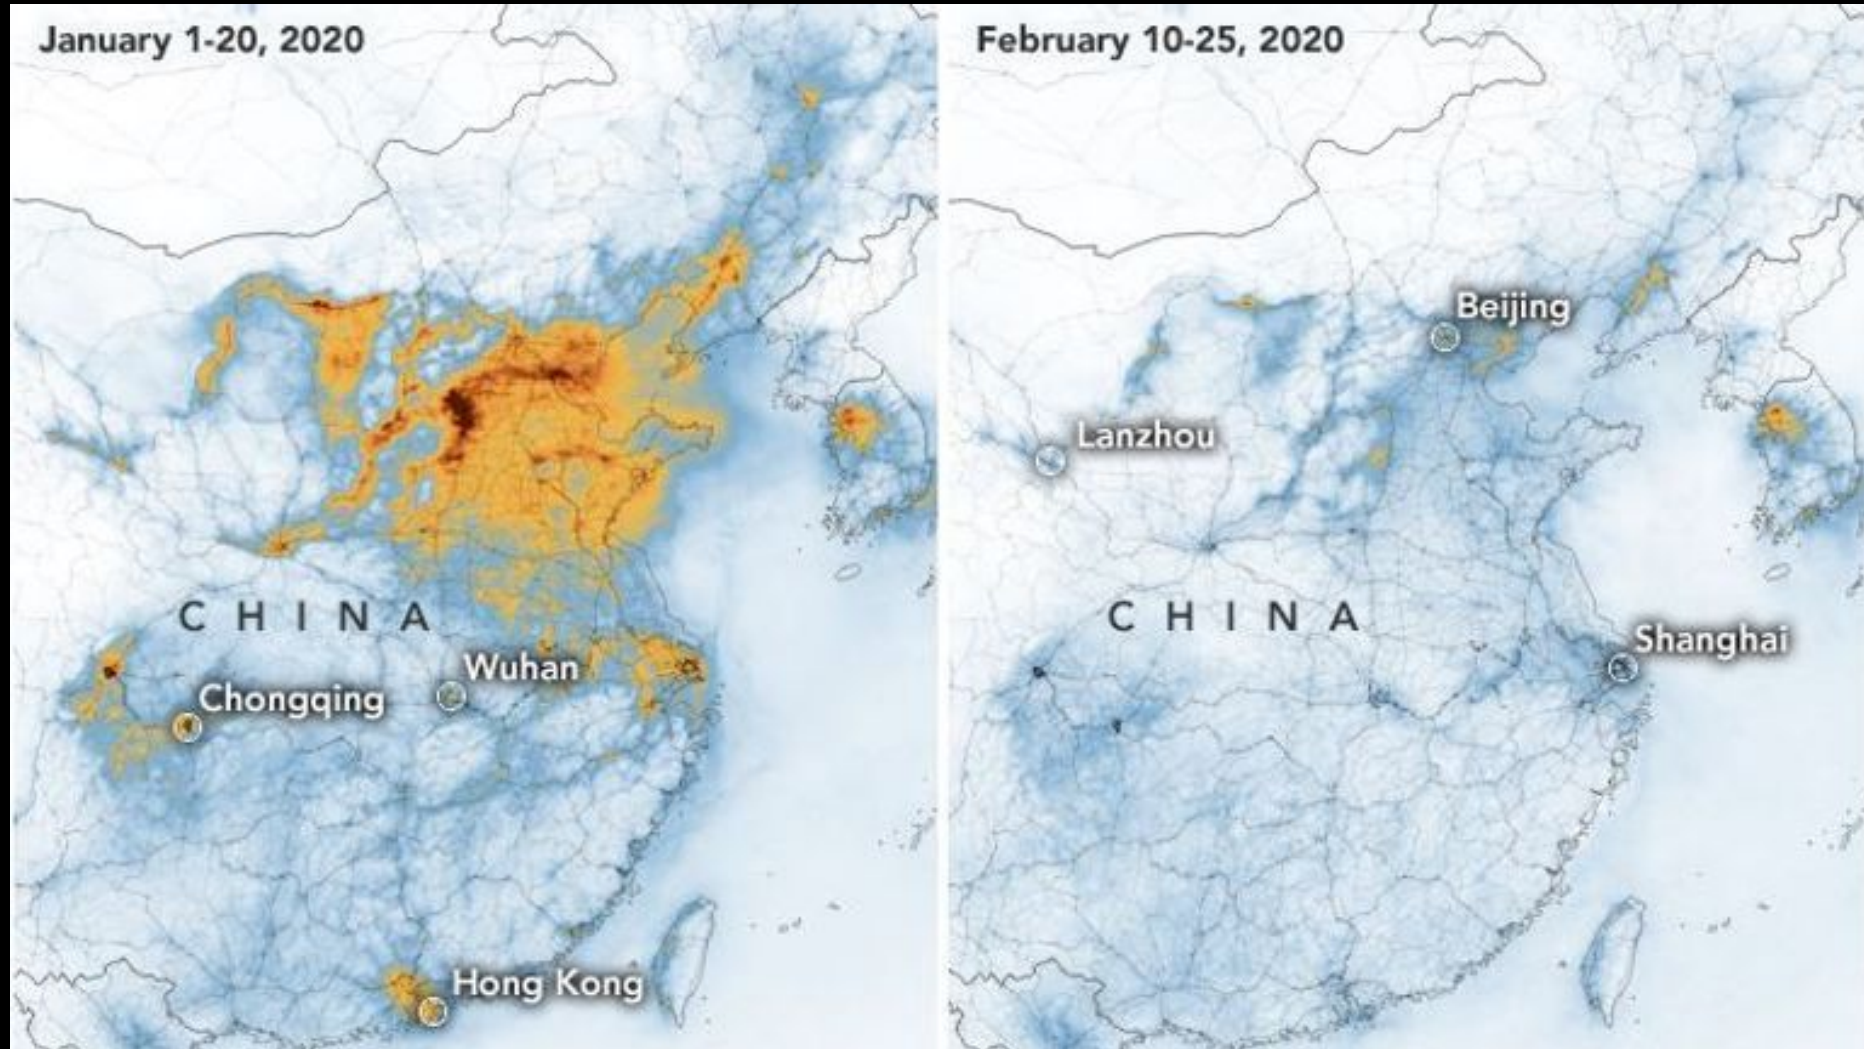 January 1-20, 2020
CHINA
Wuhan
Chongqing
Hong Kong
February 10-25, 2020
Beijing
Lanzhou
CHINA
Shanghai